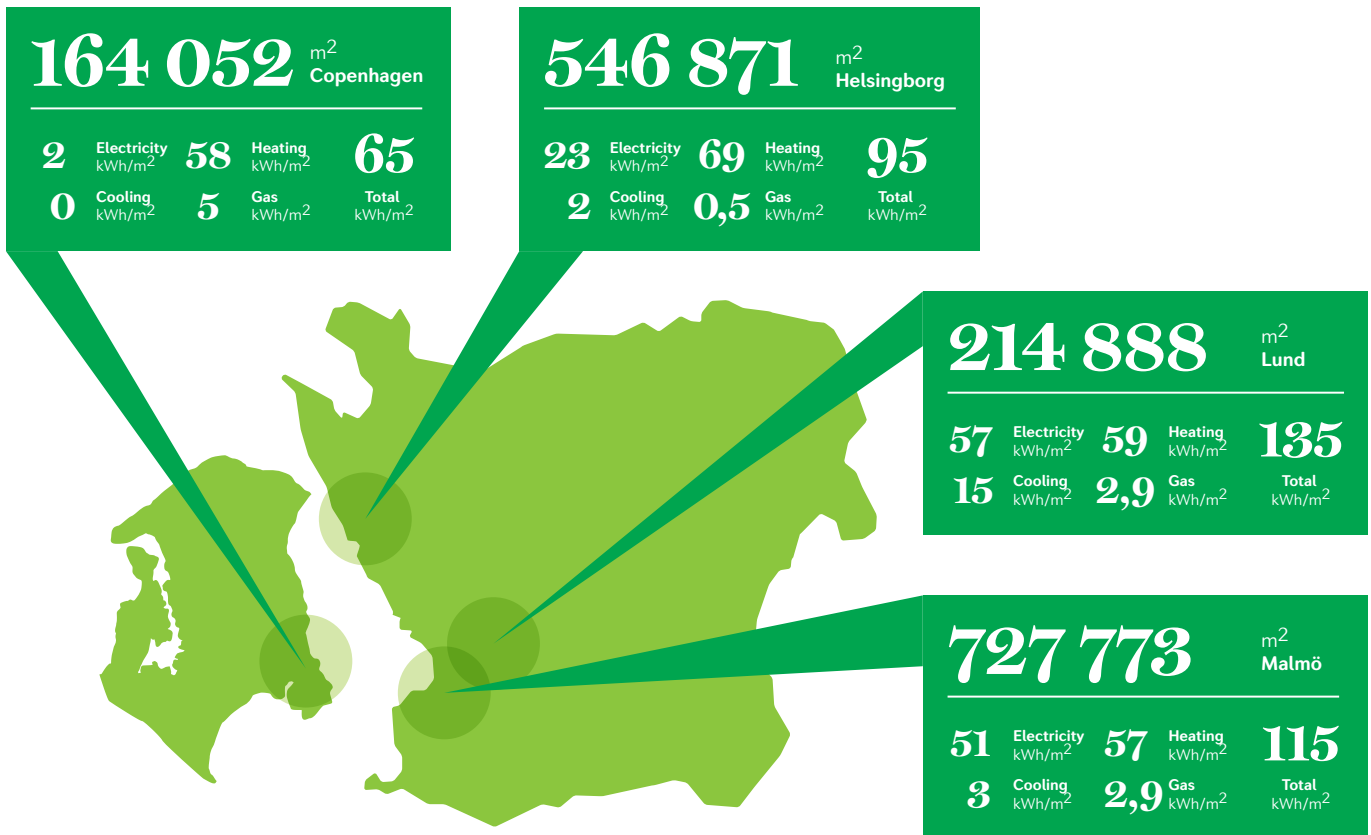 164 052 m2
Copenhagen
2 Electricity kWh/m2 58 Heating kWh/m2 65
0 Cooling kWh/m2 5 Gas kWh/m2 Total kWh/m2
546 871 m2
Helsingborg
23 Electricity kWh/m2 69 Heating kWh/m2 95
2 Cooling kWh/m2 0,5 Gas kWh/m2 Total kWh/m2
214 888 m2
Lund
57 Electricity kWh/m2 59 Heating kWh/m2 135
15 Cooling kWh/m2 2,9 Gas kWh/m2 Total kWh/m2
727 773 m2
Malmö
51 Electricity kWh/m2 57 Heating kWh/m2 115
3 Cooling kWh/m2 2,9 Gas kWh/m2 Total kWh/m2